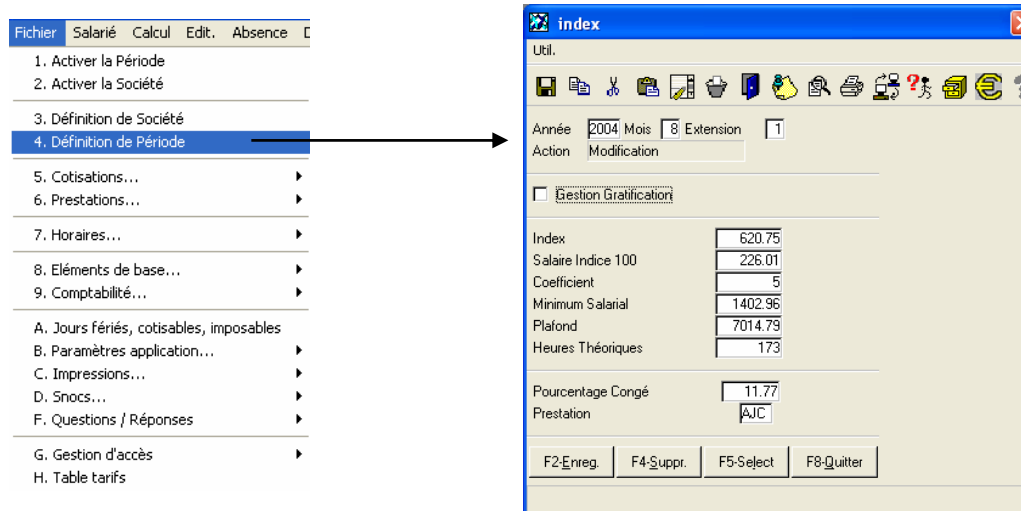 Fichier Salarié Calcul Edit. Absence
1. Activer la Période
2. Activer la Société
3. Définition de Société
4. Définition de Période
5. Cotisations...
6. Prestations...
7. Horaires...
8. Eléments de base...
9. Comptabilité...
A. Jours fériés, cotisables, imposables
B. Paramètres application...
C. Impressions...
D. Snocs...
F. Questions / Réponses
G. Gestion d'accès
H. Table tarifs
index
Util.
Année 2004 Mois 8 Extension 1
Action Modification
Gestion Gratification
Index 620.75
Salaire Indice 100 226.01
Coefficient 5
Minimum Salarial 1402.96
Plafond 7014.79
Heures Théoriques 173
Pourcentage Congé 11.77
Prestation AJC
F2-Enreg. F4-Suppr. F5-Select F8-Quitter